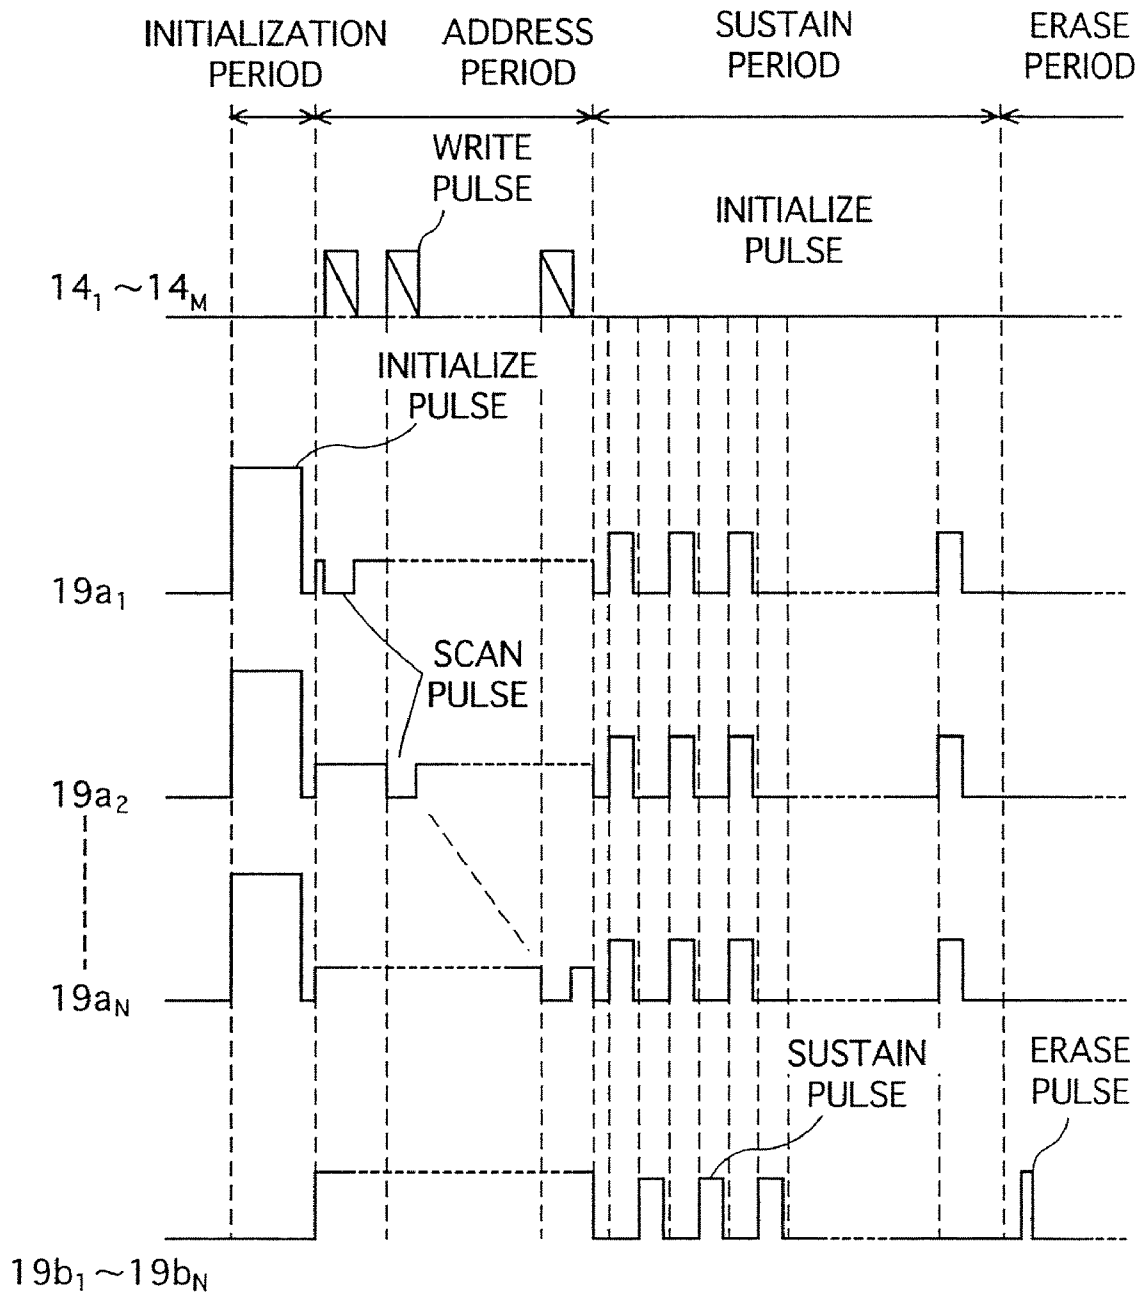 INITIALIZATION PERIOD
ADDRESS PERIOD
SUSTAIN PERIOD
ERASE PERIOD
WRITE PULSE
INITIALIZE PULSE
14₁ ~14M
INITIALIZE PULSE
19a₁
SCAN PULSE
19a₂
19aN
SUSTAIN PULSE
ERASE PULSE
19b₁~19bN